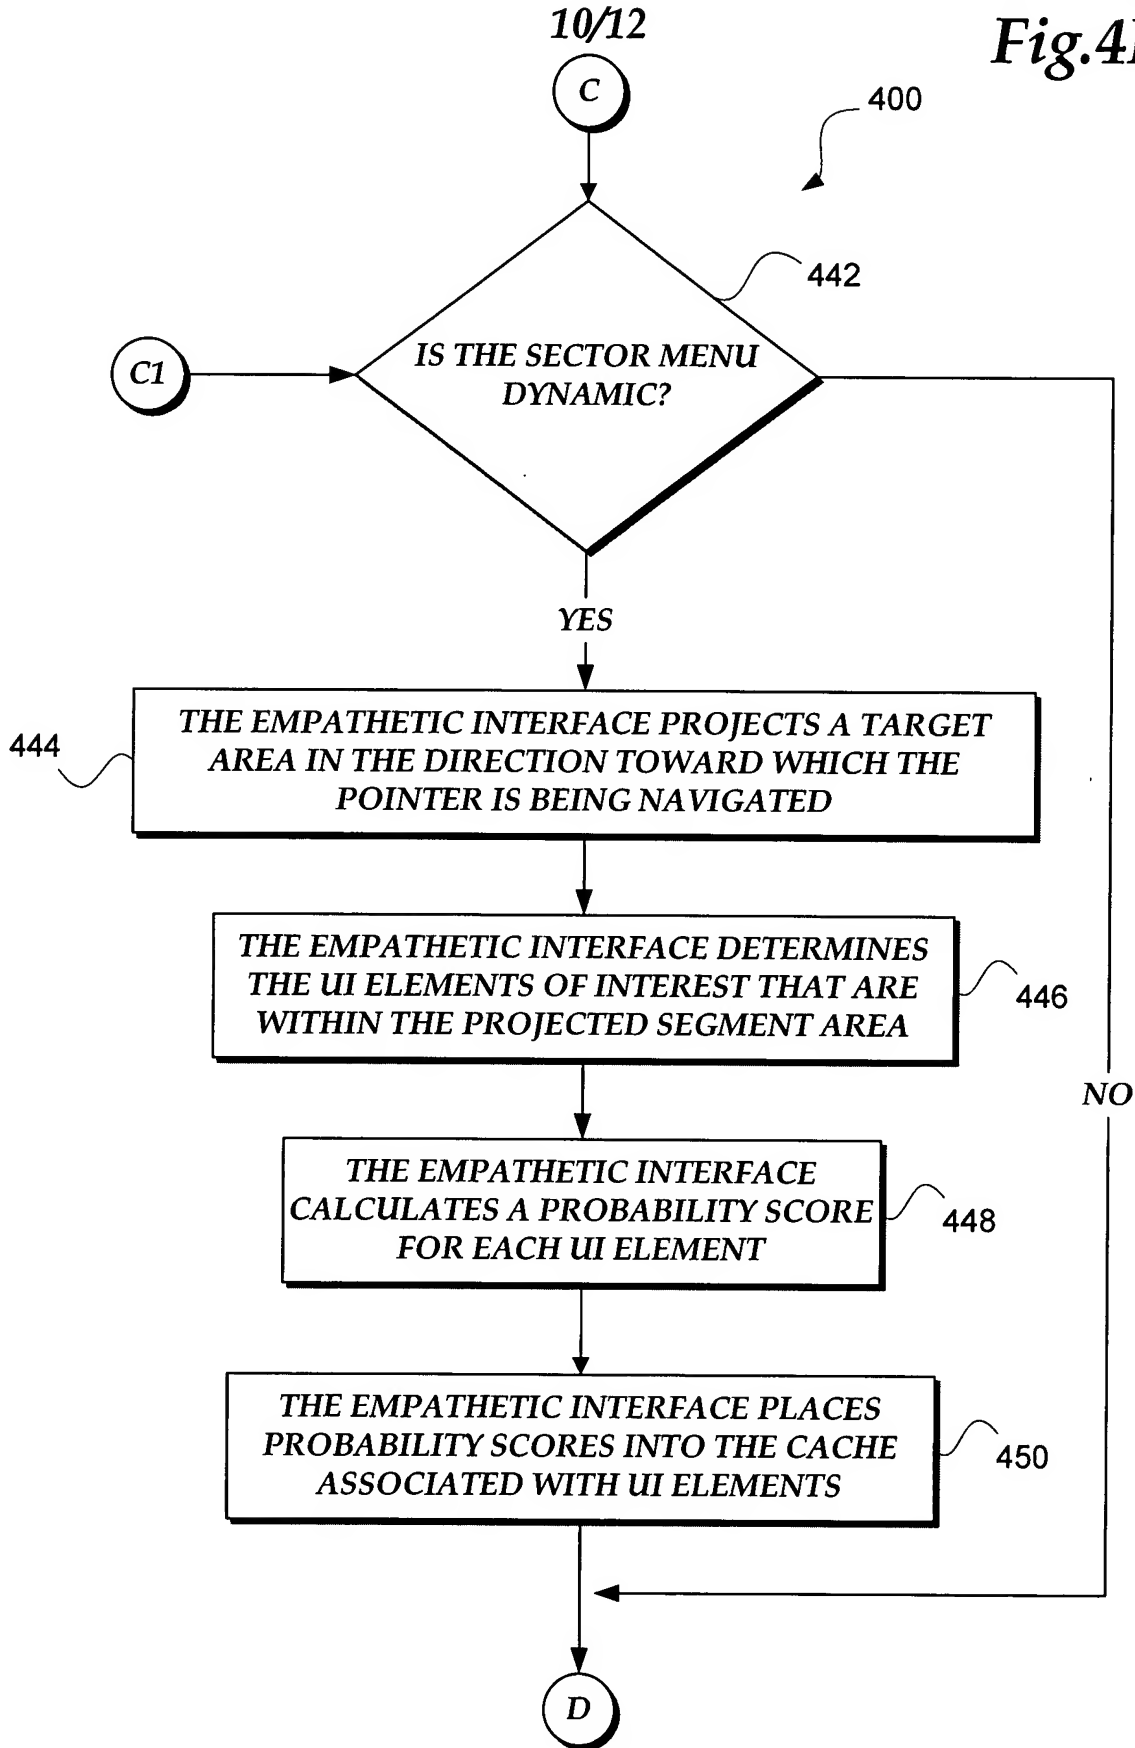 10/12
Fig.4
C
400
442
C1
IS THE SECTOR MENU
DYNAMIC?
YES
444
THE EMPATHETIC INTERFACE PROJECTS A TARGET
AREA IN THE DIRECTION TOWARD WHICH THE
POINTER IS BEING NAVIGATED
THE EMPATHETIC INTERFACE DETERMINES
THE UI ELEMENTS OF INTEREST THAT ARE
WITHIN THE PROJECTED SEGMENT AREA
446
NO
THE EMPATHETIC INTERFACE
CALCULATES A PROBABILITY SCORE
FOR EACH UI ELEMENT
448
THE EMPATHETIC INTERFACE PLACES
PROBABILITY SCORES INTO THE CACHE
ASSOCIATED WITH UI ELEMENTS
450
D